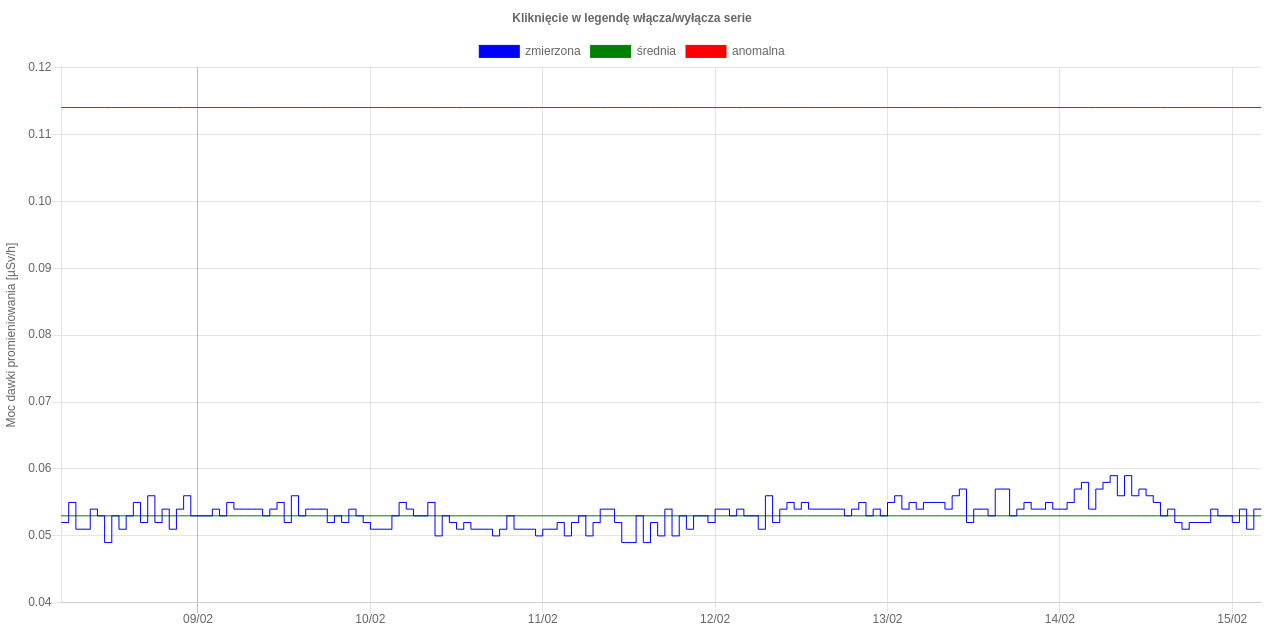 Kliknięcie w legendę włącza/wyłącza serie
zmierzona średnia anomalna
Moc dawki promieniowania [µSv/h]
0.12
0.11
0.10
0.09
0.08
0.07
0.06
0.05
0.04
09/02 10/02 11/02 12/02 13/02 14/02 15/02